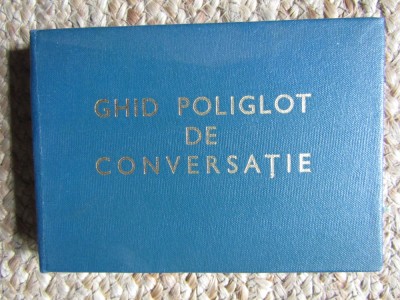 GHID POLIGLOT
DE
CONVERSAŢIE